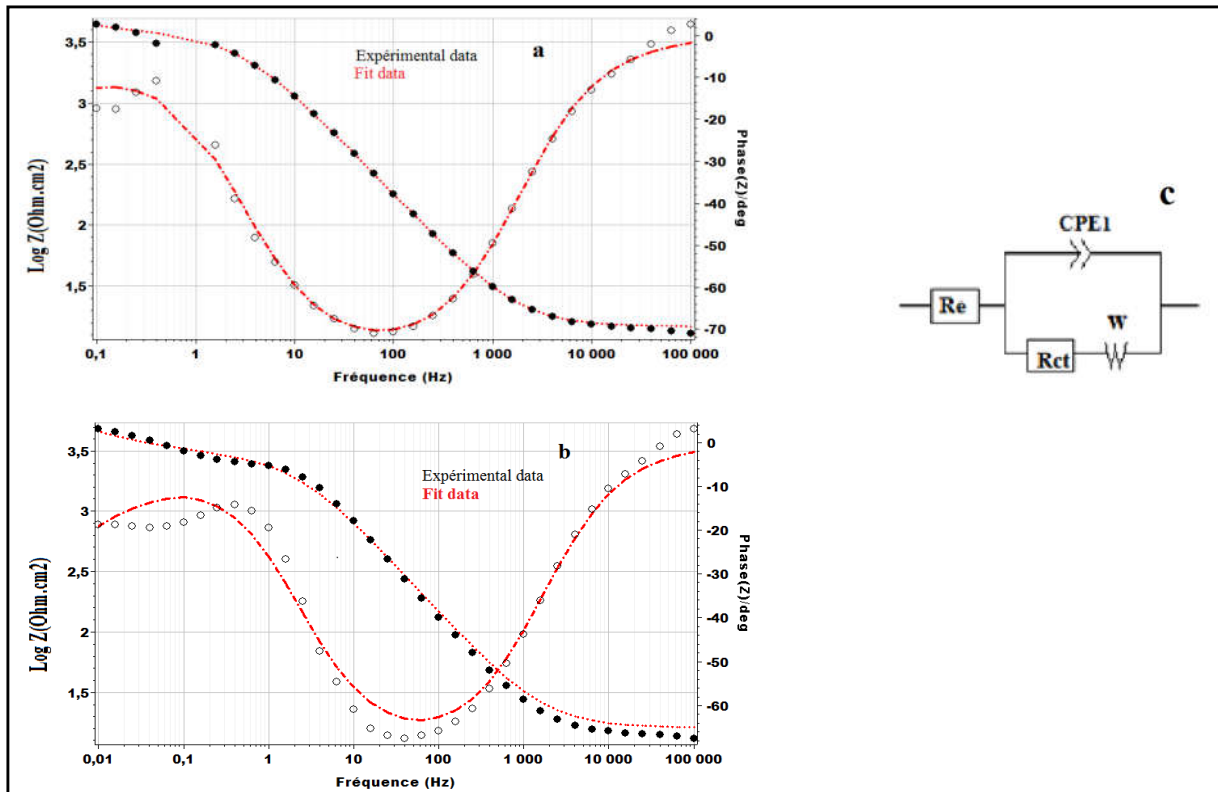 a
Expérimental data
Fit data
Log Z(Ohm.cm2)
3,5
3
2,5
2
1,5
0
-10
-20
-30
-40
-50
-60
-70
Phase(Z)/deg
0,1 1 10 100 1 000 10 000 100 000
Fréquence (Hz)
b
Expérimental data
Fit data
Log Z(Ohm.cm2)
3,5
3
2,5
2
1,5
0
-10
-20
-30
-40
-50
-60
Phase(Z)/deg
0,01 0,1 1 10 100 1 000 10 000 100 000
Fréquence (Hz)
c
CPE1
Re
W
Rct